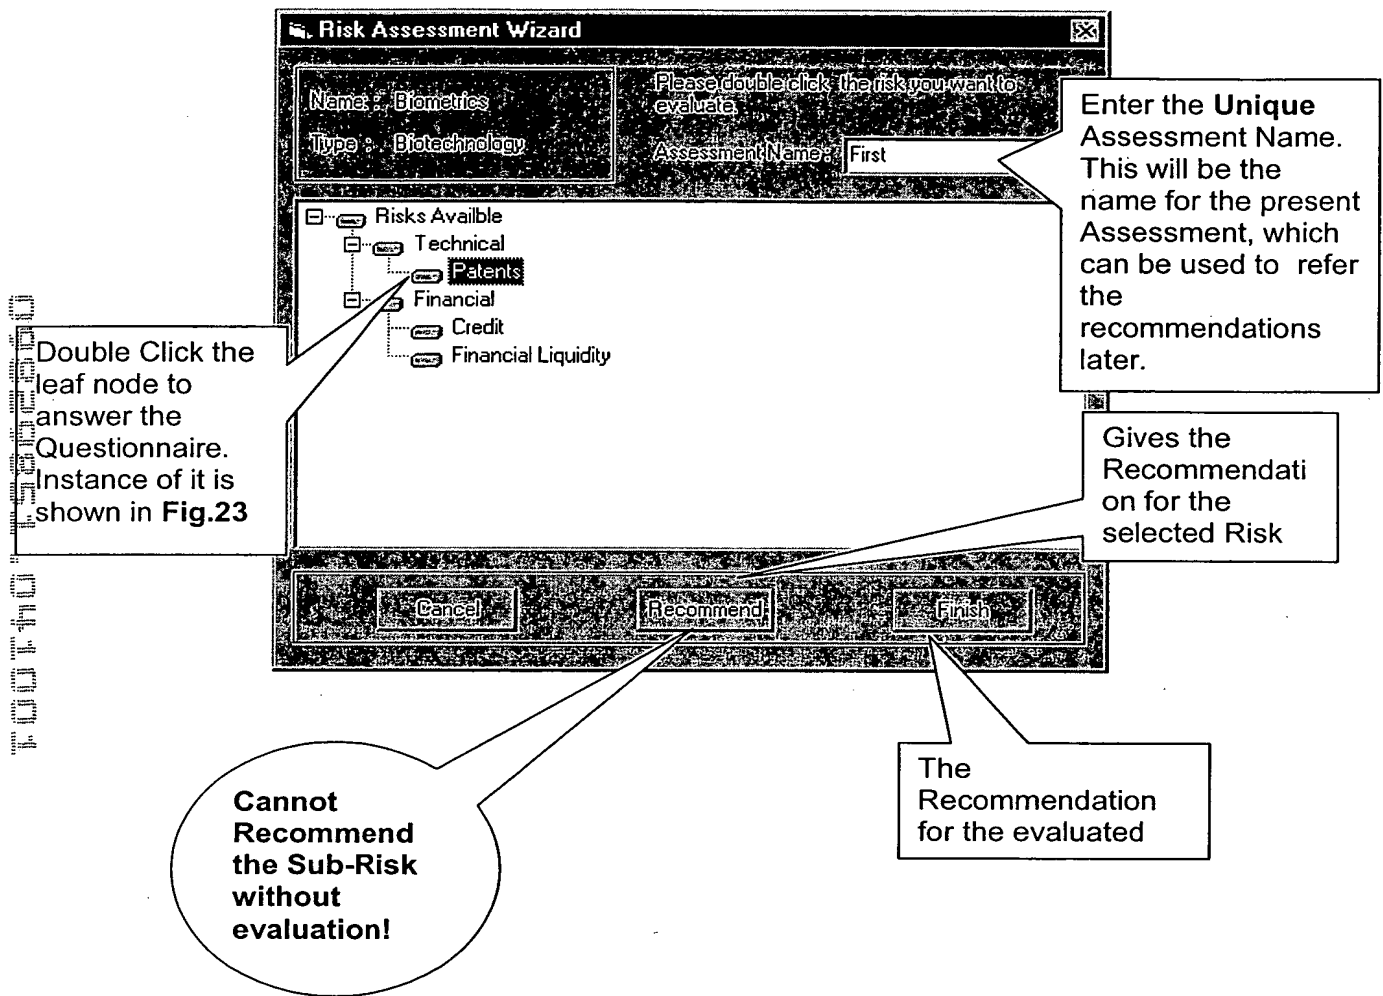 Risk Assessment Wizard
Name : Biometrics
Type : Biotechnology
Please double click the risk you want to
evaluate
Assessment Name : First
Risks Availble
Technical
Patents
Financial
Credit
Financial Liquidity
Cancel
Recommend
Finish
Enter the Unique
Assessment Name.
This will be the
name for the present
Assessment, which
can be used to refer
the
recommendations
later.
Double Click the
leaf node to
answer the
Questionnaire.
Instance of it is
shown in Fig.23
Gives the
Recommendati
on for the
selected Risk
Cannot
Recommend
the Sub-Risk
without
evaluation!
The
Recommendation
for the evaluated